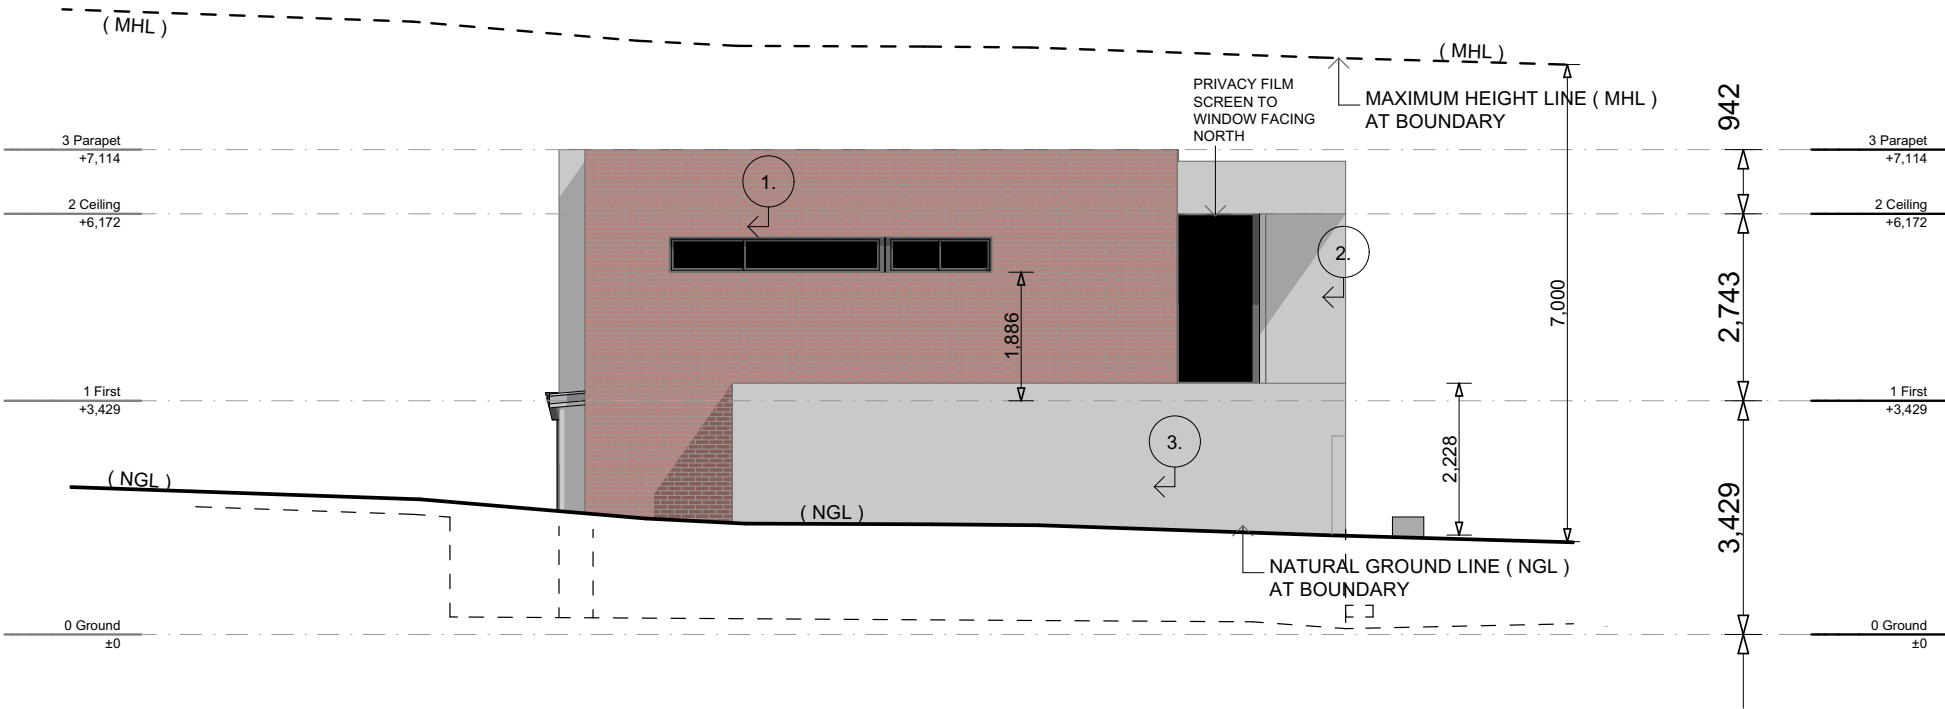 ( MHL )
( MHL )
PRIVACY FILM
SCREEN TO
WINDOW FACING
NORTH
MAXIMUM HEIGHT LINE ( MHL )
AT BOUNDARY
942
3 Parapet
+7,114
3 Parapet
+7,114
1.
2 Ceiling
+6,172
2 Ceiling
+6,172
2.
1,886
7,000
2,743
1 First
+3,429
1 First
+3,429
3.
2,228
( NGL )
( NGL )
3,429
NATURAL GROUND LINE ( NGL )
AT BOUNDARY
0 Ground
±0
0 Ground
±0